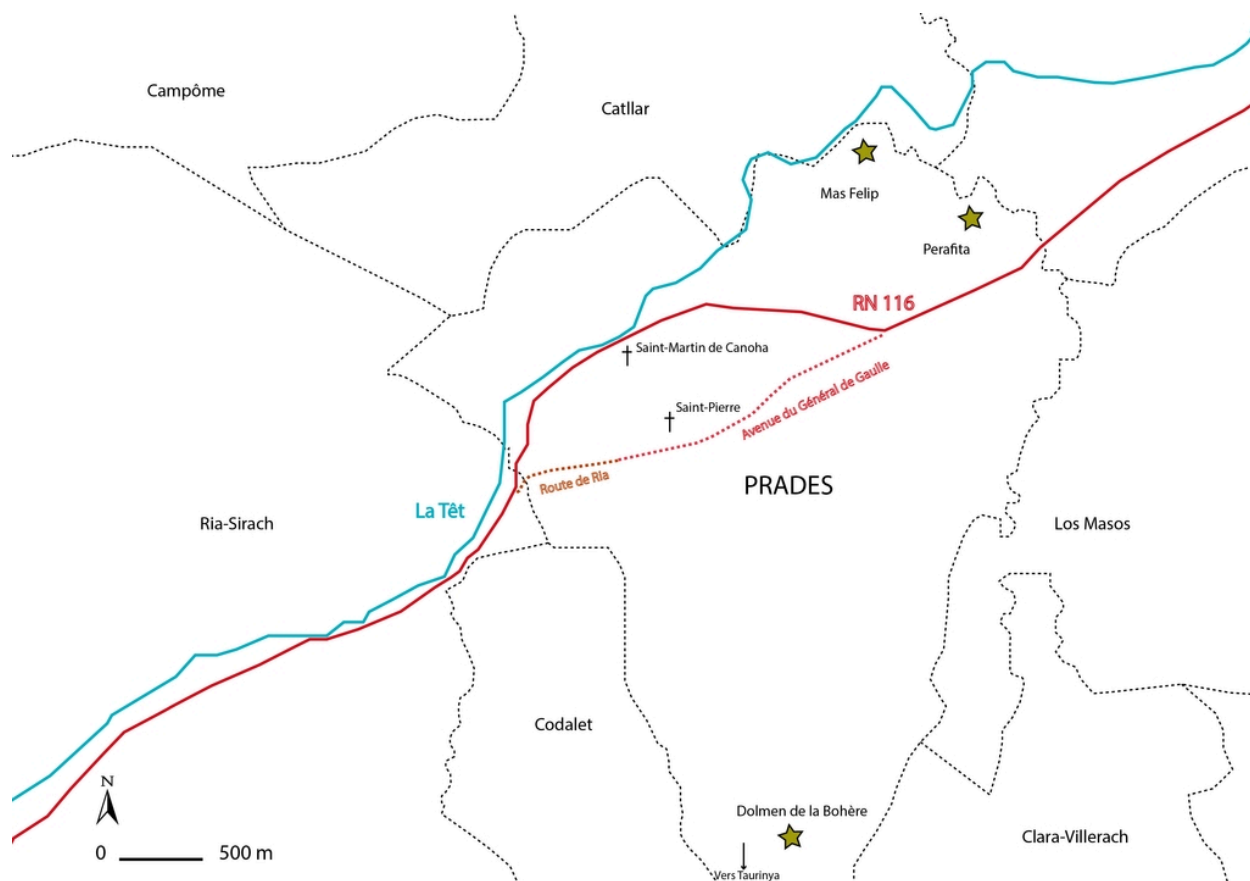 Campôme
Catllar
Mas Felip
Perafita
RN 116
Saint-Martin de Canoha
Saint-Pierre
Avenue du Général de Gaulle
Route de RIa
PRADES
La Têt
Ria-Sirach
Los Masos
Codalet
N
0 500 m
Dolmen de la Bohère
Vers Taurinya
Clara-Villerach